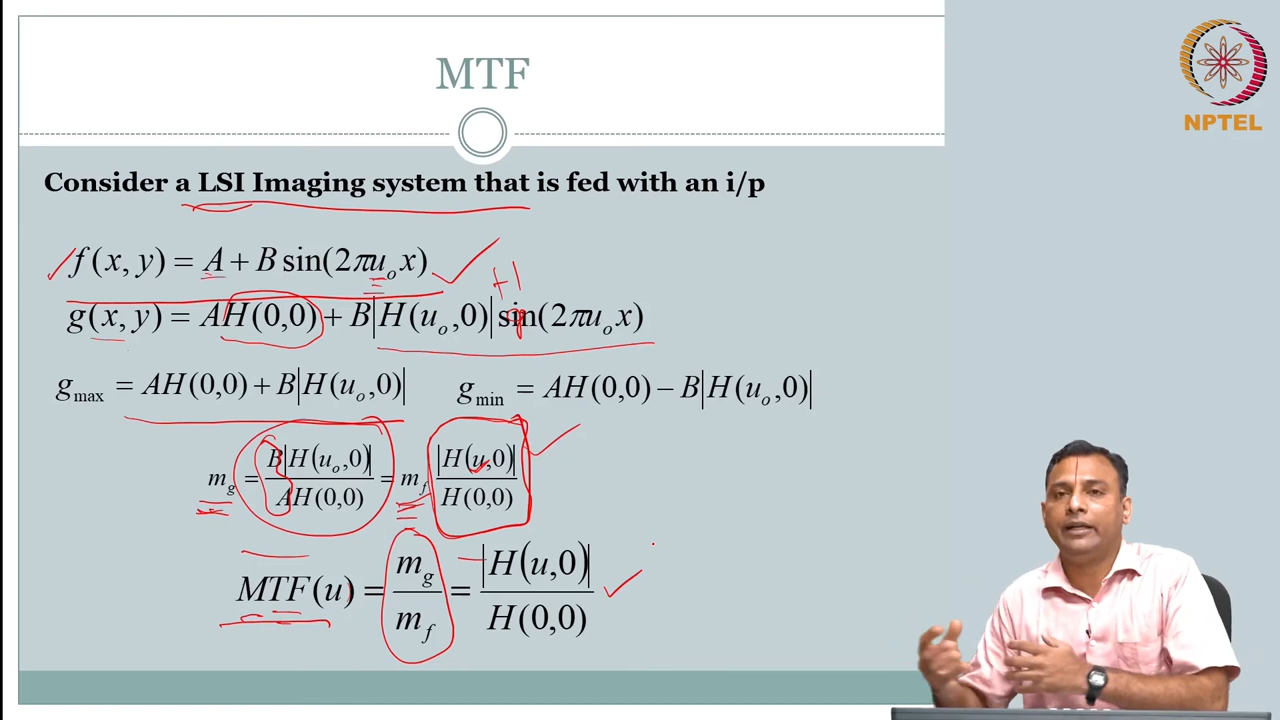 MTF
NPTEL
Consider a LSI Imaging system that is fed with an i/p
f(x, y) = A + B sin(2πu₀x)
+1
g(x, y) = AH(0,0) + B|H(u₀,0)| sin(2πu₀x)
g_max = AH(0,0) + B|H(u₀,0)| g_min = AH(0,0) − B|H(u₀,0)|
m_g = B|H(u₀,0)| / AH(0,0) = m_f |H(u,0)| / H(0,0)
MTF(u) = m_g / m_f = |H(u,0)| / H(0,0)